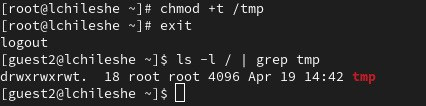 [root@lchileshe ~]# chmod +t /tmp
[root@lchileshe ~]# exit
logout
[guest2@lchileshe ~]$ ls -l / | grep tmp
drwxrwxrwt.  18 root root 4096 Apr 19 14:42 tmp
[guest2@lchileshe ~]$